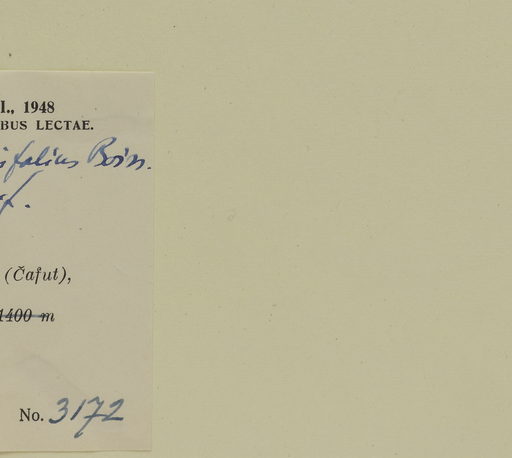 I., 1948
BUS LECTAE.
ifolius Boiss.
f.
(Čafut),
1400 m
No. 3172